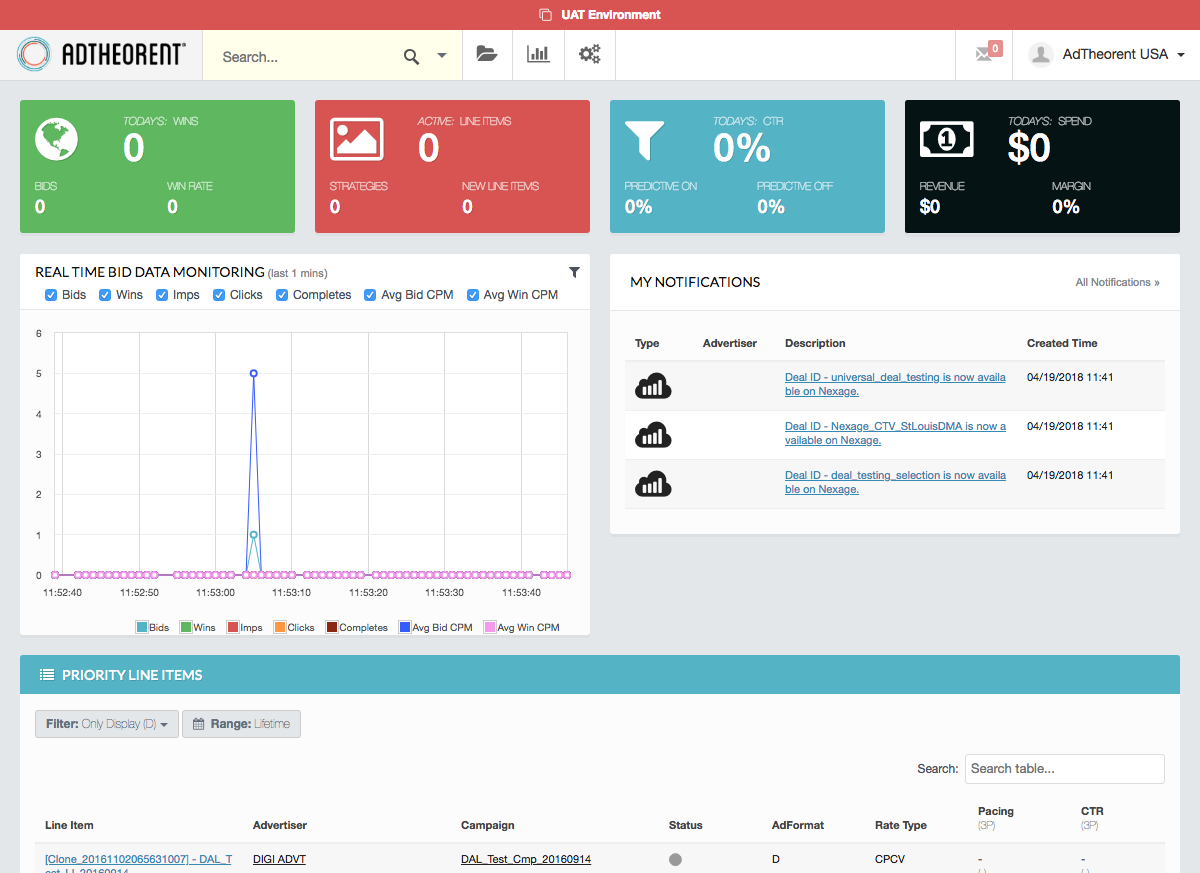 UAT Environment
ADTHEORENT®
Search...
0
AdTheorent USA
TODAYS: WINS
0
BIDS
WIN RATE
0
0
ACTIVE: LINE ITEMS
0
STRATEGIES
NEW LINE ITEMS
0
0
TODAYS: CTR
0%
PREDICTIVE ON
PREDICTIVE OFF
0%
0%
1
TODAYS: SPEND
$0
REVENUE
MARGIN
$0
0%
REAL TIME BID DATA MONITORING (last 1 mins)
Bids Wins Imps Clicks Completes Avg Bid CPM Avg Win CPM
6
5
4
3
2
1
0
11:52:40 11:52:50 11:53:00 11:53:10 11:53:20 11:53:30 11:53:40
Bids Wins Imps Clicks Completes Avg Bid CPM Avg Win CPM
MY NOTIFICATIONS
All Notifications »
Type Advertiser Description Created Time
Deal ID - universal_deal_testing is now availa 04/19/2018 11:41
ble on Nexage.
Deal ID - Nexage_CTV_StLouisDMA is now a 04/19/2018 11:41
vailable on Nexage.
Deal ID - deal_testing_selection is now availa 04/19/2018 11:41
ble on Nexage.
PRIORITY LINE ITEMS
Filter: Only Display (D) Range: Lifetime
Search: Search table...
Line Item Advertiser Campaign Status AdFormat Rate Type Pacing CTR
(3P) (3P)
[Clone_20161102065631007] - DAL_T DIGI ADVT DAL_Test_Cmp_20160914 D CPCV - -